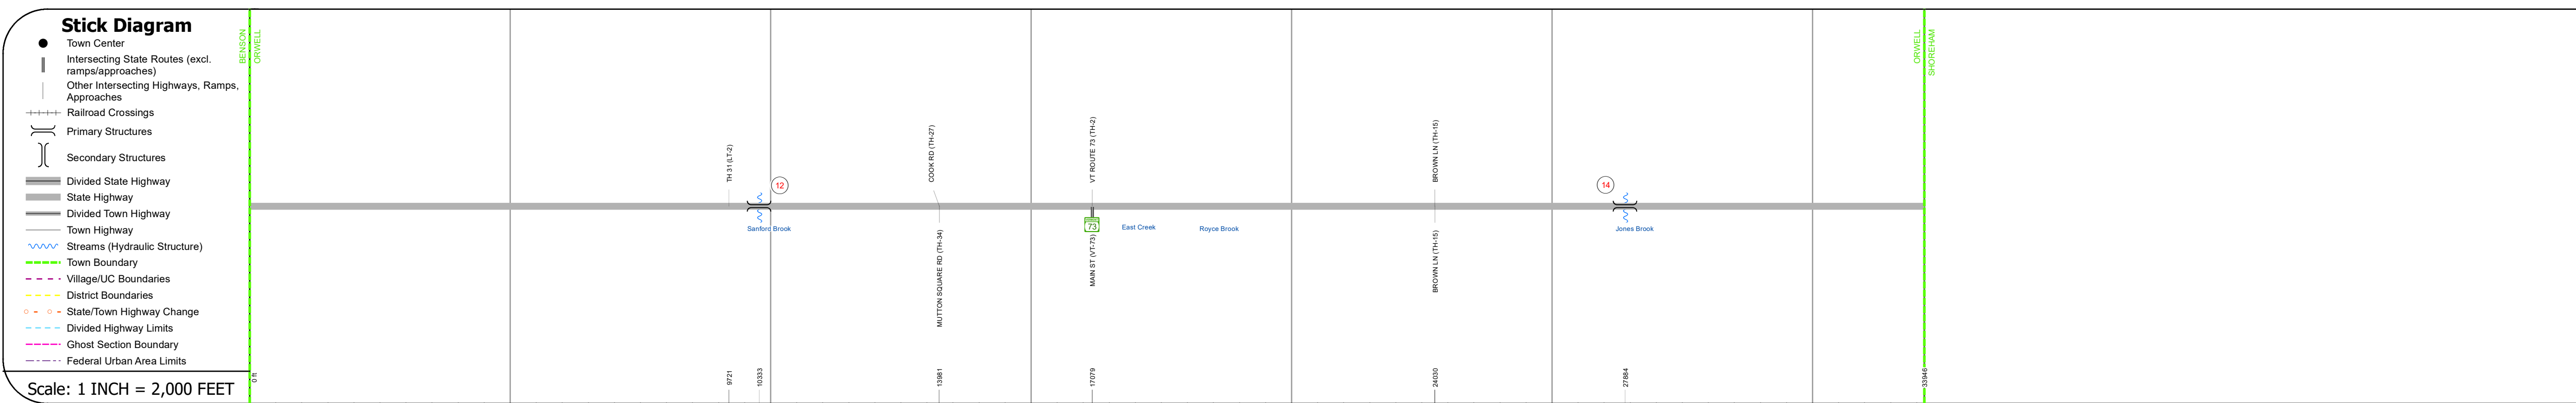 Stick Diagram
Town Center
Intersecting State Routes (excl.
ramps/approaches)
Other Intersecting Highways, Ramps,
Approaches
Railroad Crossings
Primary Structures
Secondary Structures
Divided State Highway
State Highway
Divided Town Highway
Town Highway
Streams (Hydraulic Structure)
Town Boundary
Village/UC Boundaries
District Boundaries
State/Town Highway Change
Divided Highway Limits
Ghost Section Boundary
Federal Urban Area Limits
Scale: 1 INCH = 2,000 FEET
BENSON
ORWELL
0 ft
TH 31 (LT-2)
9721
12
Sanford Brook
10333
COOK RD (TH-27)
MUTTON SQUARE RD (TH-34)
13981
VT ROUTE 73 (TH-2)
73
MAIN ST (VT-73)
17079
East Creek
Royce Brook
BROWN LN (TH-15)
BROWN LN (TH-15)
24030
14
Jones Brook
27884
ORWELL
SHOREHAM
33946